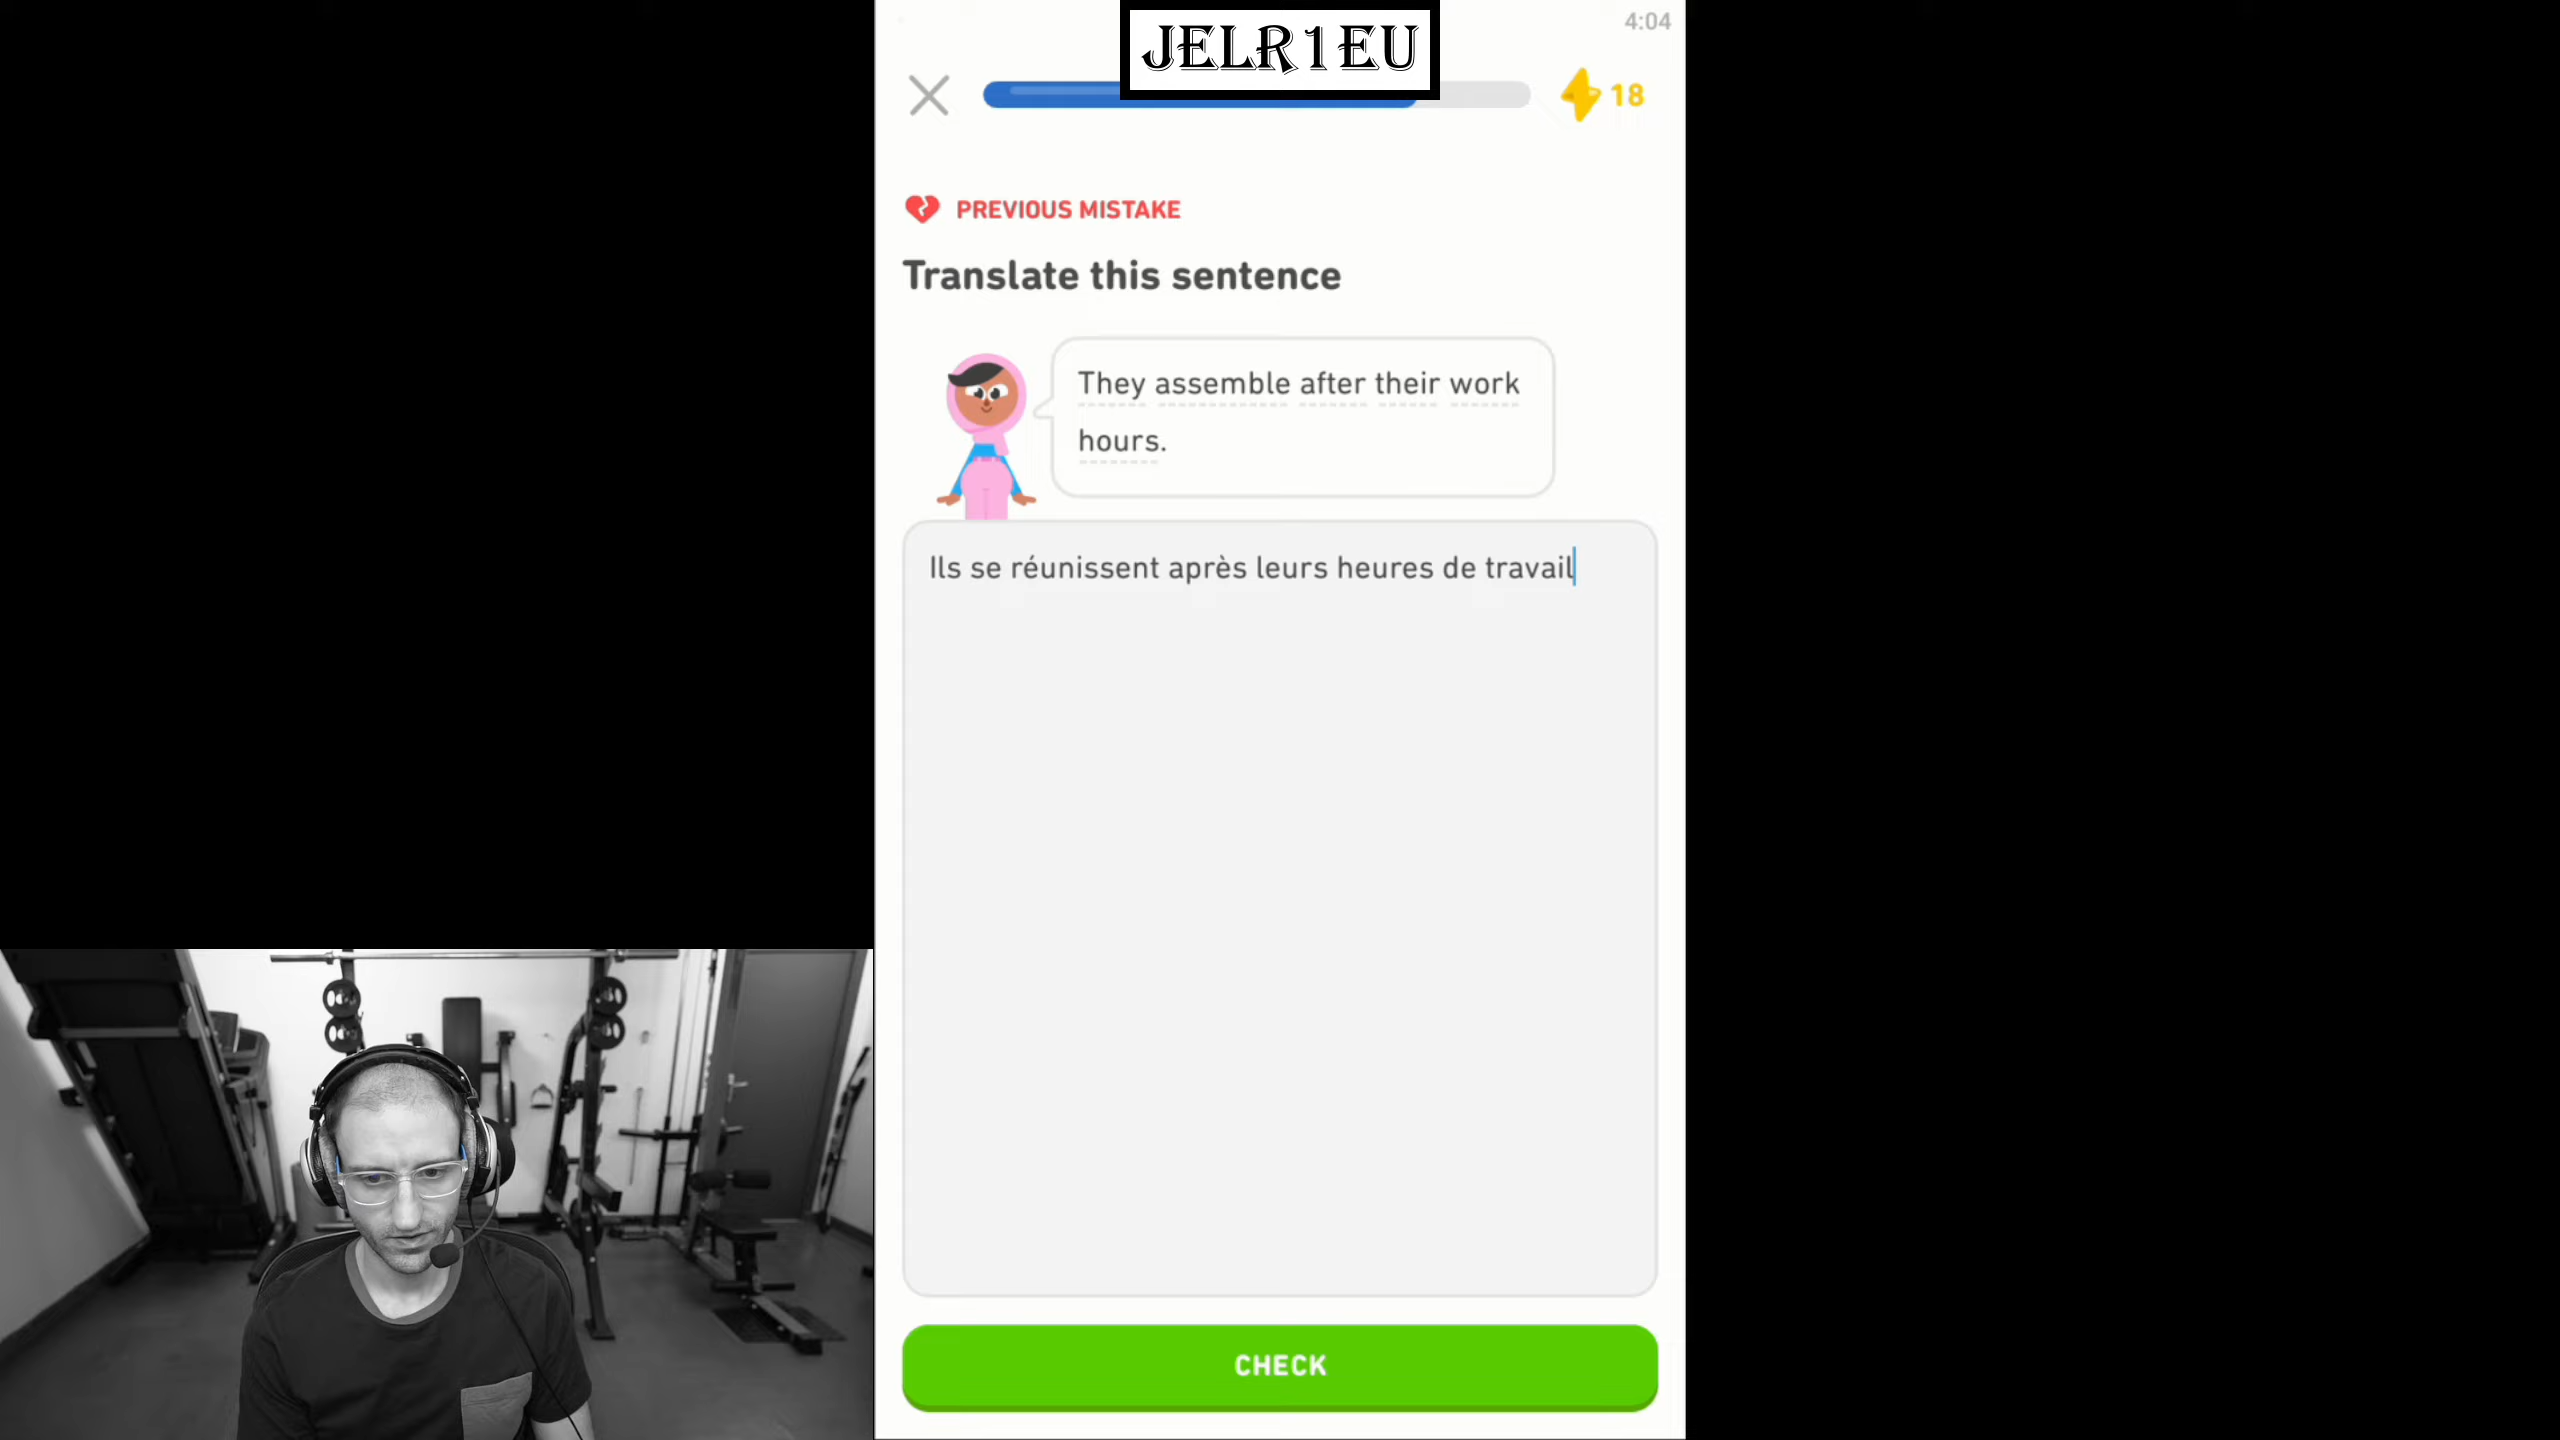 JELR1EU
4:04
18
PREVIOUS MISTAKE
Translate this sentence
They assemble after their work
hours.
Ils se réunissent après leurs heures de travail
CHECK